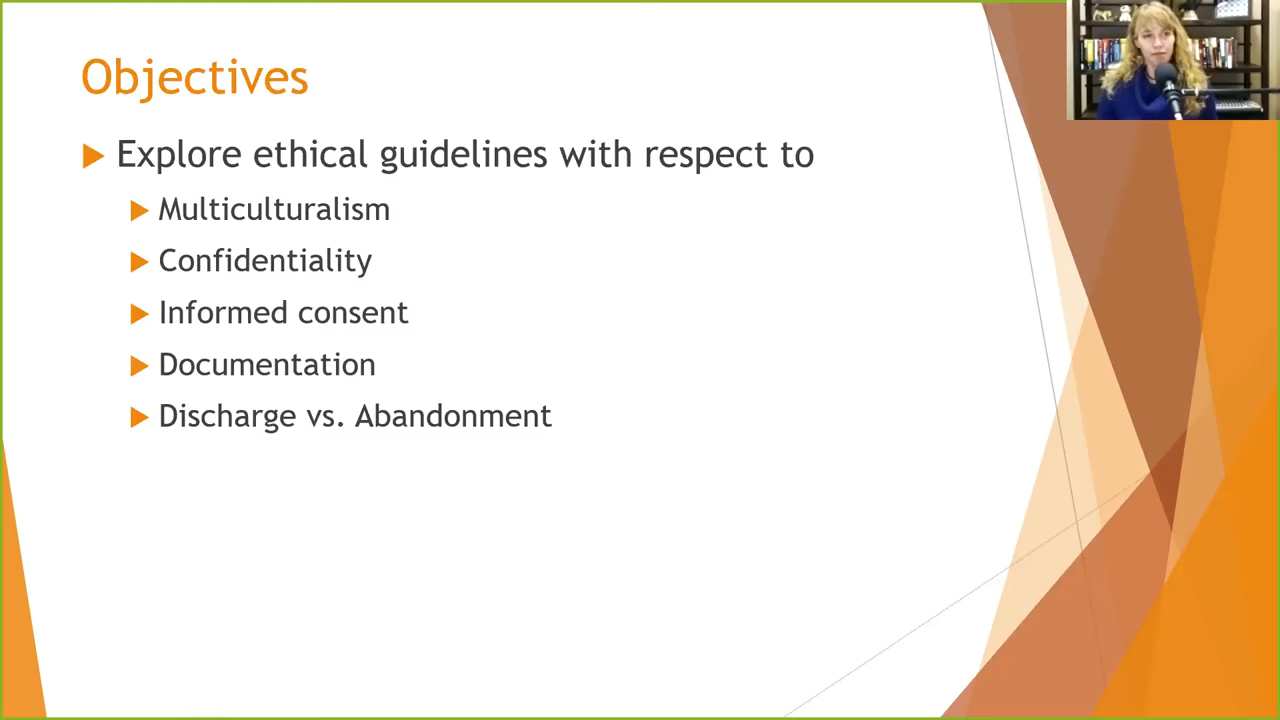 Objectives
Explore ethical guidelines with respect to
Multiculturalism
Confidentiality
Informed consent
Documentation
Discharge vs. Abandonment